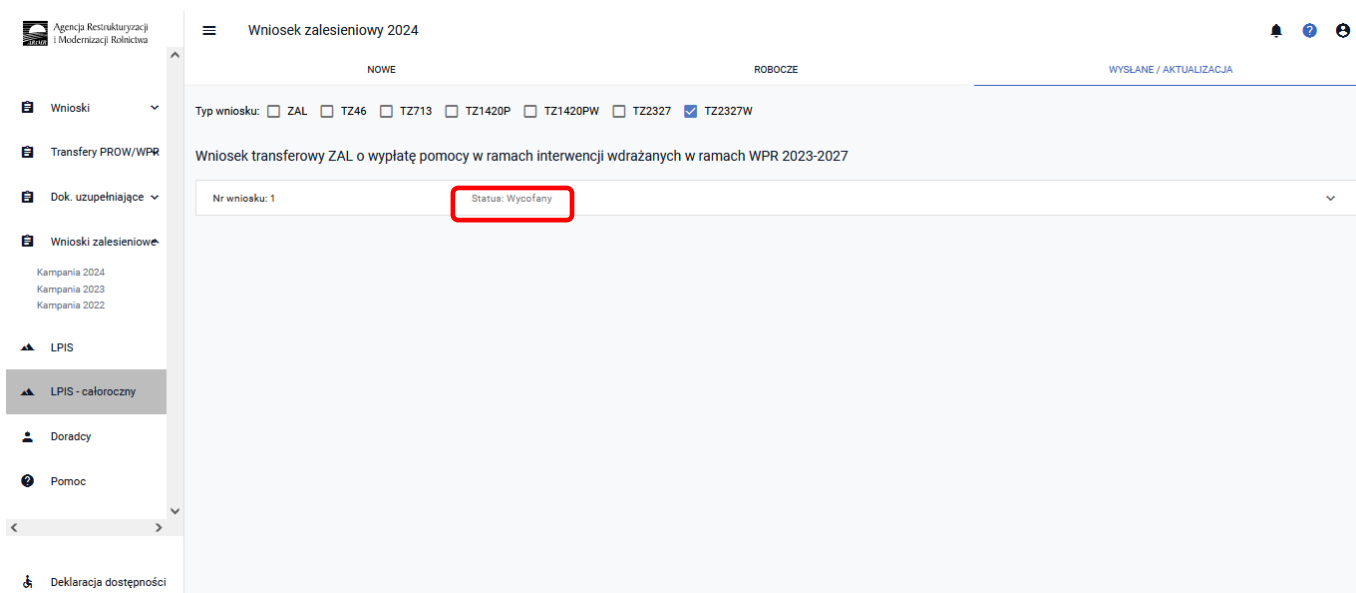 Agencja Restrukturyzacji
i Modernizacji Rolnictwa
Wniosek zalesieniowy 2024
NOWE
ROBOCZE
WYSŁANE / AKTUALIZACJA
Wnioski
Transfery PROW/WPR
Dok. uzupełniające
Wnioski zalesieniowe
Kampania 2024
Kampania 2023
Kampania 2022
LPIS
LPIS - całoroczny
Doradcy
Pomoc
Deklaracja dostępności
Typ wniosku: ZAL TZ46 TZ713 TZ1420P TZ1420PW TZ2327 TZ2327W
Wniosek transferowy ZAL o wypłatę pomocy w ramach interwencji wdrażanych w ramach WPR 2023-2027
Nr wniosku: 1 Status: Wycofany